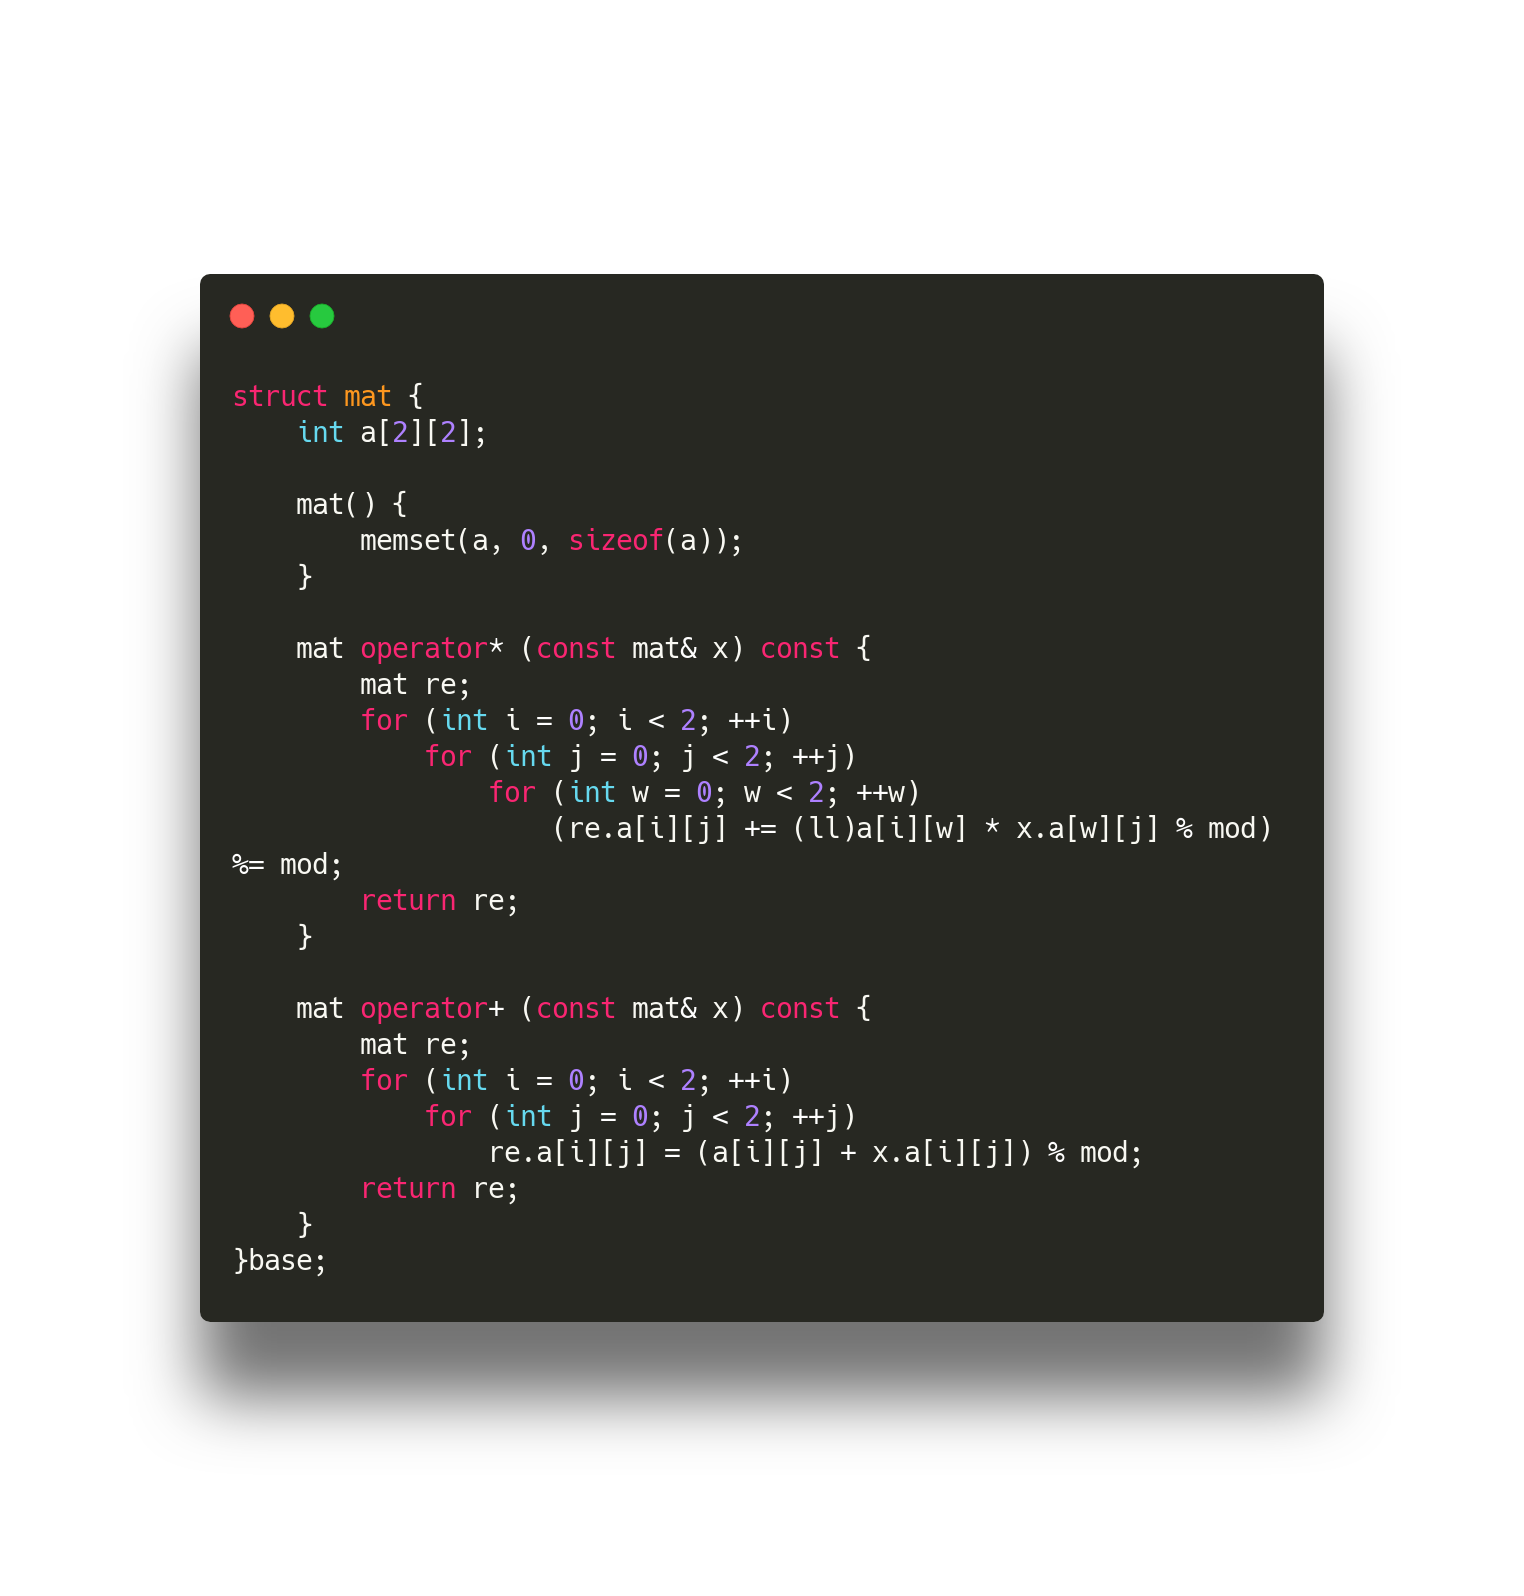 struct mat {
    int a[2][2];

    mat() {
        memset(a, 0, sizeof(a));
    }

    mat operator* (const mat& x) const {
        mat re;
        for (int i = 0; i < 2; ++i)
            for (int j = 0; j < 2; ++j)
                for (int w = 0; w < 2; ++w)
                    (re.a[i][j] += (ll)a[i][w] * x.a[w][j] % mod)
%= mod;
        return re;
    }

    mat operator+ (const mat& x) const {
        mat re;
        for (int i = 0; i < 2; ++i)
            for (int j = 0; j < 2; ++j)
                re.a[i][j] = (a[i][j] + x.a[i][j]) % mod;
        return re;
    }
}base;